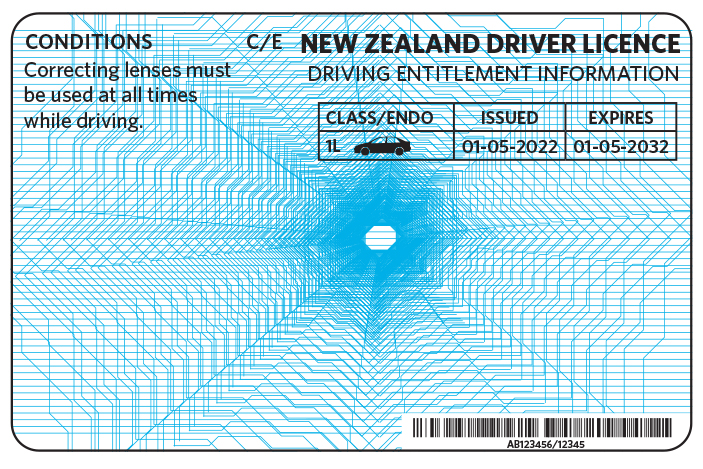 CONDITIONS C/E NEW ZEALAND DRIVER LICENCE
Correcting lenses must
be used at all times
while driving.
DRIVING ENTITLEMENT INFORMATION
CLASS/ENDO ISSUED EXPIRES
1L 01-05-2022 01-05-2032
AB123456/12345